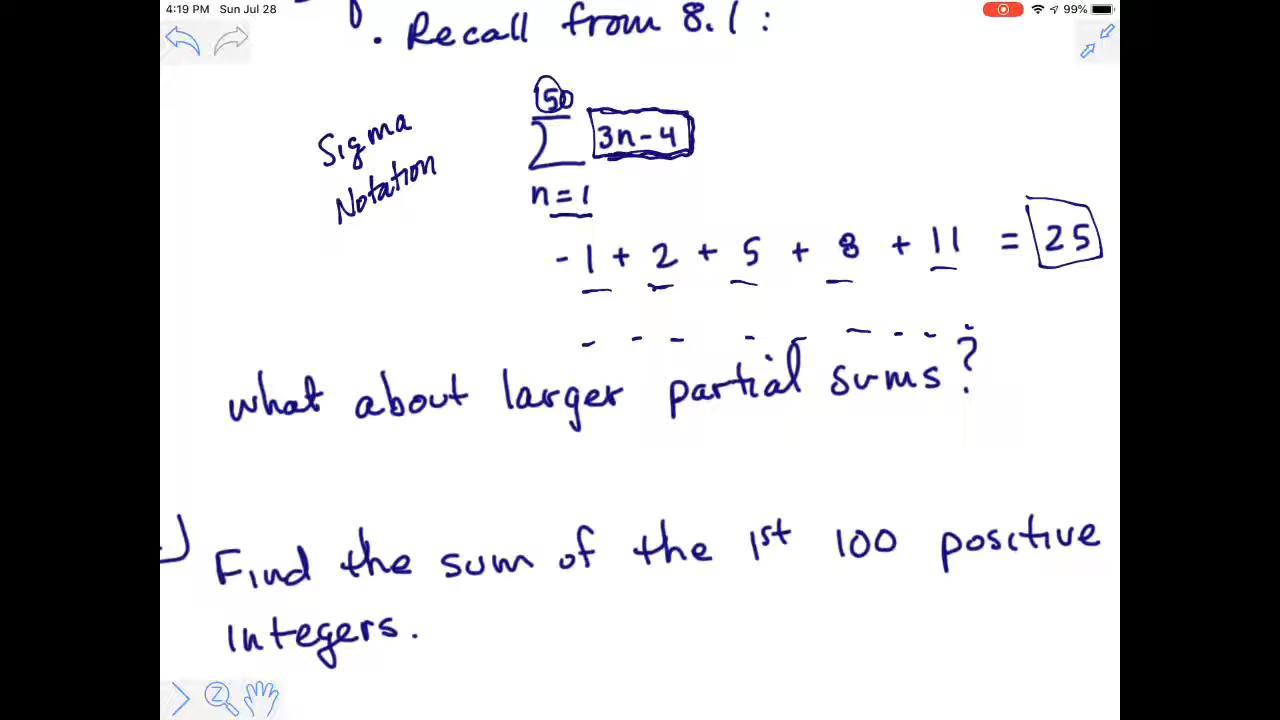 4:19 PM Sun Jul 28
99%
. Recall from 8.1:
Sigma
Notation
50
∑ 3n-4
n=1
-1 + 2 + 5 + 8 + 11 = 25
what about larger partial sums?
Find the sum of the 1st 100 positive
integers.
Z